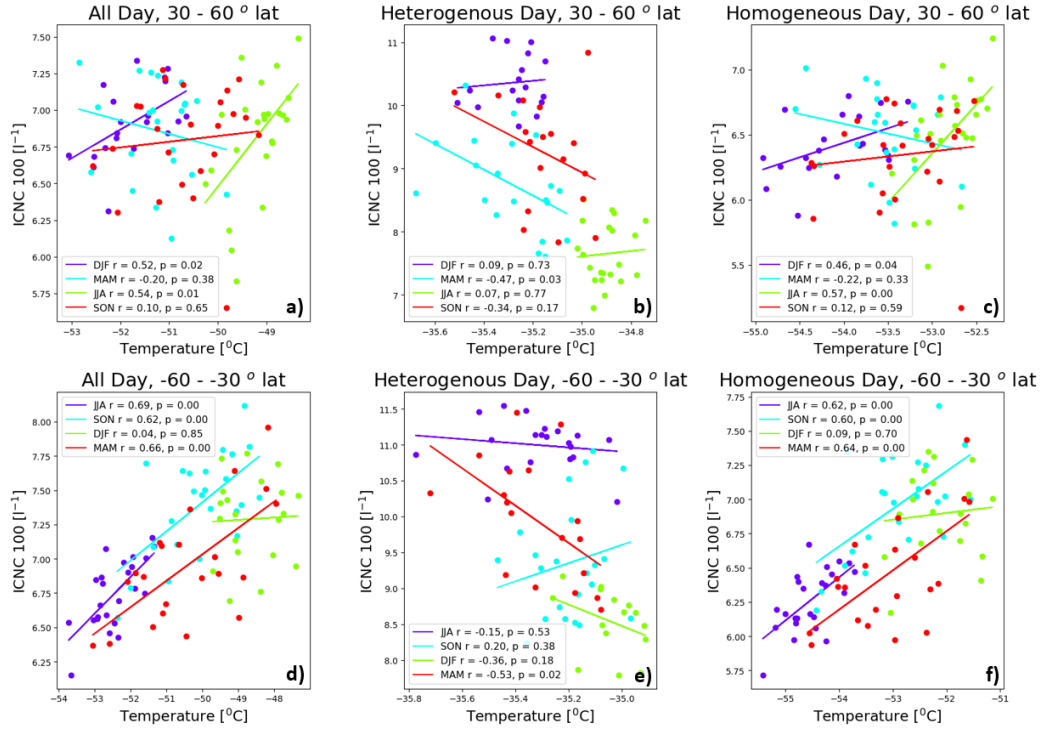 All Day, 30 - 60 ° lat
ICNC 100 [l⁻¹]
7.50
7.25
7.00
6.75
6.50
6.25
6.00
5.75
DJF r = 0.52, p = 0.02
MAM r = -0.20, p = 0.38
JJA r = 0.54, p = 0.01
SON r = 0.10, p = 0.65
a)
−53 −52 −51 −50 −49
Temperature [⁰C]
Heterogenous Day, 30 - 60 ° lat
ICNC 100 [l⁻¹]
11
10
9
8
7
DJF r = 0.09, p = 0.73
MAM r = -0.47, p = 0.03
JJA r = 0.07, p = 0.77
SON r = -0.34, p = 0.17
b)
−35.75 −35.50 −35.25 −35.00 −34.75
Temperature [⁰C]
Homogeneous Day, 30 - 60 ° lat
ICNC 100 [l⁻¹]
7.0
6.5
6.0
5.5
DJF r = 0.46, p = 0.04
MAM r = -0.22, p = 0.33
JJA r = 0.57, p = 0.00
SON r = 0.12, p = 0.59
c)
−55.0 −54.5 −54.0 −53.5 −53.0 −52.5
Temperature [⁰C]
All Day, -60 - -30 ° lat
ICNC 100 [l⁻¹]
8.00
7.75
7.50
7.25
7.00
6.75
6.50
6.25
JJA r = 0.69, p = 0.00
SON r = 0.62, p = 0.00
DJF r = 0.04, p = 0.85
MAM r = 0.66, p = 0.00
d)
−54 −53 −52 −51 −50 −49 −48
Temperature [⁰C]
Heterogenous Day, -60 - -30 ° lat
ICNC 100 [l⁻¹]
11.5
11.0
10.5
10.0
9.5
9.0
8.5
8.0
JJA r = -0.15, p = 0.53
SON r = 0.20, p = 0.38
DJF r = -0.36, p = 0.18
MAM r = -0.53, p = 0.02
e)
−35.8 −35.6 −35.4 −35.2 −35.0
Temperature [⁰C]
Homogeneous Day, -60 - -30 ° lat
ICNC 100 [l⁻¹]
7.75
7.50
7.25
7.00
6.75
6.50
6.25
6.00
5.75
JJA r = 0.62, p = 0.00
SON r = 0.60, p = 0.00
DJF r = 0.09, p = 0.70
MAM r = 0.64, p = 0.00
f)
−55 −54 −53 −52 −51
Temperature [⁰C]